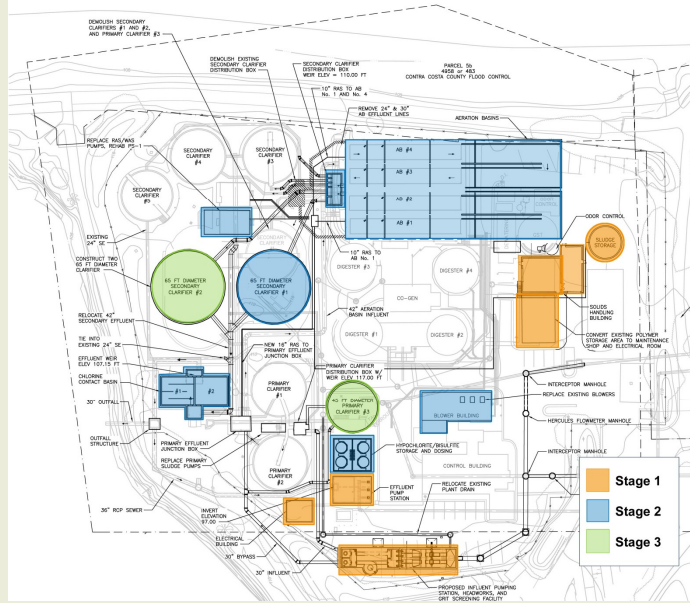 DEMOLISH SECONDARY
CLARIFIERS #1 AND #2,
AND PRIMARY CLARIFIER #3
DEMOLISH EXISTING
SECONDARY CLARIFIER
DISTRIBUTION BOX
SECONDARY CLARIFIER
DISTRIBUTION BOX
WEIR ELEV = 110.00 FT
PARCEL 5b
4958 or 483
CONTRA COSTA COUNTY FLOOD CONTROL
10" RAS TO AB
No. 1 AND No. 4
REMOVE 24" & 30"
AB EFFLUENT LINES
AERATION BASINS
REPLACE RAS/WAS
PUMPS, REHAB PS-1
SECONDARY
CLARIFIER
#4
SECONDARY
CLARIFIER
#3
SECONDARY
CLARIFIER
#5
AB #4
AB #3
AB #2
AB #1
EXISTING
24" SE
CONSTRUCT TWO
65 FT DIAMETER
CLARIFIER
65 FT DIAMETER
SECONDARY
CLARIFIER
#2
65 FT DIAMETER
SECONDARY
CLARIFIER
#1
10" RAS TO
AB No. 1
DIGESTER #3
DIGESTER #4
CO-GEN
ODOR CONTROL
SLUDGE
STORAGE
SOLIDS
HANDLING
BUILDING
42" AERATION
BASIN INFLUENT
DIGESTER #1
DIGESTER #2
CONVERT EXISTING POLYMER
STORAGE AREA TO MAINTENANCE
SHOP AND ELECTRICAL ROOM
RELOCATE 42"
SECONDARY EFFLUENT
TIE INTO
EXISTING 24" SE
NEW 16" RAS TO
PRIMARY EFFLUENT
JUNCTION BOX
EFFLUENT WEIR
ELEV 107.15 FT
PRIMARY CLARIFIER
DISTRIBUTION BOX W/
WEIR ELEV 117.00 FT
CHLORINE
CONTACT BASIN
#1
#2
PRIMARY
CLARIFIER
#1
INTERCEPTOR MANHOLE
REPLACE EXISTING BLOWERS
30" OUTFALL
40 FT DIAMETER
PRIMARY
CLARIFIER
#3
BLOWER BUILDING
HERCULES FLOWMETER MANHOLE
OUTFALL
STRUCTURE
PRIMARY EFFLUENT
JUNCTION BOX
REPLACE PRIMARY
SLUDGE PUMPS
HYPOCHLORITE/BISULFITE
STORAGE AND DOSING
INTERCEPTOR MANHOLE
CONTROL BUILDING
PRIMARY
CLARIFIER
#2
EFFLUENT
PUMP
STATION
RELOCATE EXISTING
PLANT DRAIN
36" RCP SEWER
INVERT
ELEVATION
97.00
ELECTRICAL
BUILDING
30" BYPASS
30" INFLUENT
PROPOSED INFLUENT PUMPING
STATION, HEADWORKS, AND
GRIT SCREENING FACILITY
Stage 1
Stage 2
Stage 3